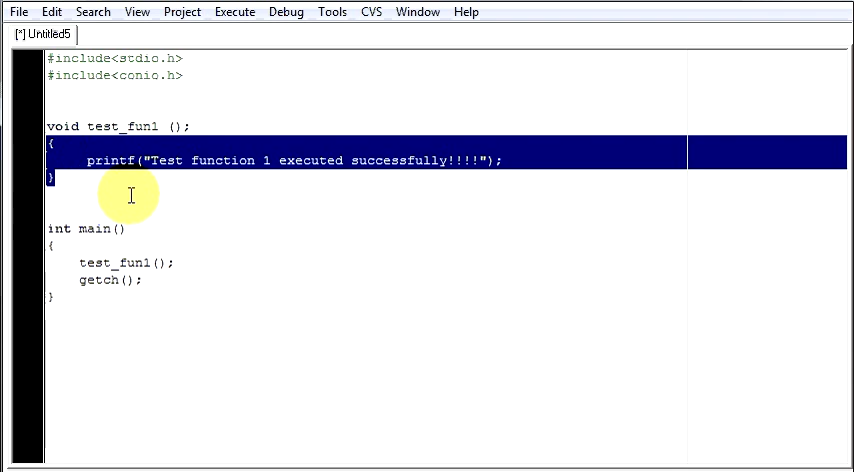 File Edit Search View Project Execute Debug Tools CVS Window Help
[*] Untitled5
#include<stdio.h>
#include<conio.h>
void test_fun1 ();
{
printf("Test function 1 executed successfully!!!!");
}
int main()
{
test_fun1();
getch();
}